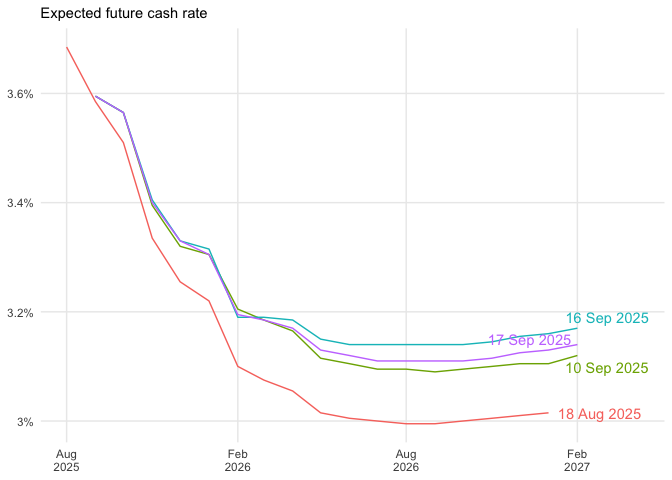 Expected future cash rate
3.6%
3.4%
3.2%
3%
16 Sep 2025
17 Sep 2025
10 Sep 2025
18 Aug 2025
Aug
2025
Feb
2026
Aug
2026
Feb
2027